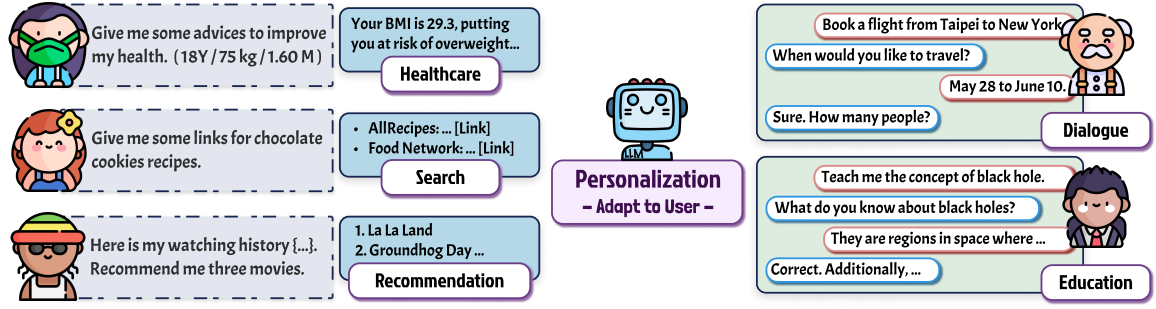 Give me some advices to improve
my health. (18Y / 75 kg / 1.60 M )
Your BMI is 29.3, putting
you at risk of overweight...
Healthcare
Give me some links for chocolate
cookies recipes.
• AllRecipes: ... [Link]
• Food Network: ... [Link]
Search
Here is my watching history {...}.
Recommend me three movies.
1. La La Land
2. Groundhog Day ...
Recommendation
LLM
Personalization
– Adapt to User –
Book a flight from Taipei to New York.
When would you like to travel?
May 28 to June 10.
Sure. How many people?
Dialogue
Teach me the concept of black hole.
What do you know about black holes?
They are regions in space where ...
Correct. Additionally, ...
Education